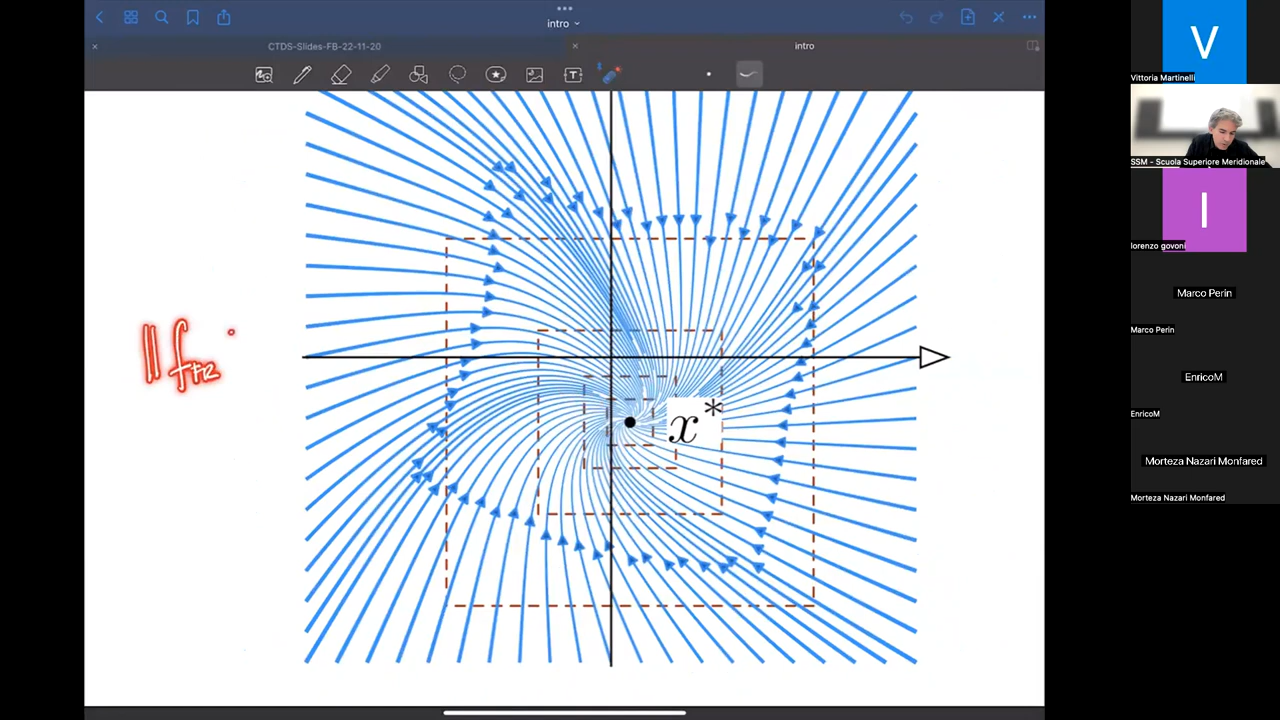 intro
CTDS-Slides-FB-22-11-20
intro
T
|| f_FR
x*
V
Vittoria Martinelli
SSM - Scuola Superiore Meridionale
I
lorenzo govoni
Marco Perin
Marco Perin
EnricoM
EnricoM
Morteza Nazari Monfared
Morteza Nazari Monfared